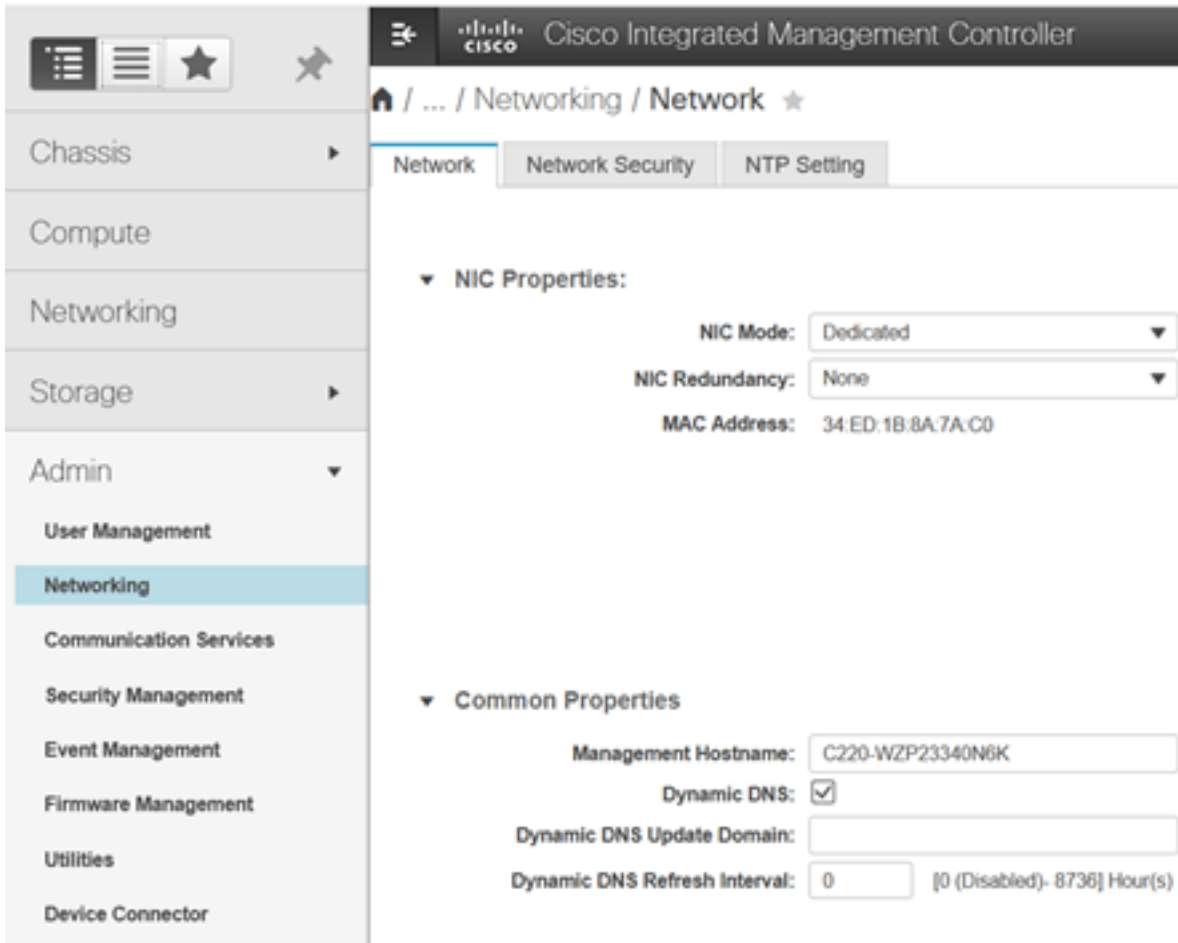 cisco Cisco Integrated Management Controller
/ ... / Networking / Network
Chassis
Compute
Networking
Storage
Admin
User Management
Networking
Communication Services
Security Management
Event Management
Firmware Management
Utilities
Device Connector
Network Network Security NTP Setting
NIC Properties:
NIC Mode: Dedicated
NIC Redundancy: None
MAC Address: 34:ED:1B:8A:7A:C0
Common Properties
Management Hostname: C220-WZP23340N6K
Dynamic DNS:
Dynamic DNS Update Domain:
Dynamic DNS Refresh Interval: 0 [0 (Disabled)- 8736] Hour(s)